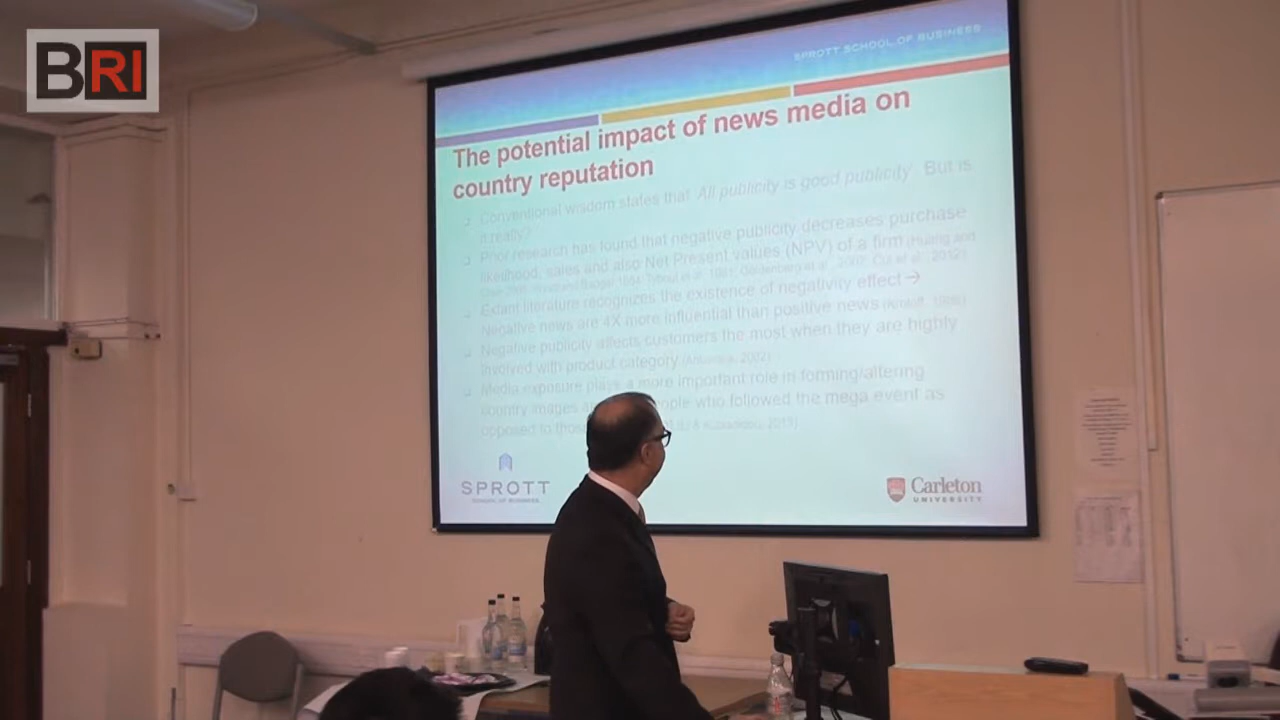 BRI
SPROTT SCHOOL OF BUSINESS
The potential impact of news media on
country reputation
Conventional wisdom states that 'All publicity is good publicity'. But is
it really?
Prior research has found that negative publicity decreases purchase
likelihood, sales and also Net Present values (NPV) of a firm (Huang and
Extant literature recognizes the existence of negativity effect →
Negative news are 4X more influential than positive news
Negative publicity affects customers the most when they are highly
involved with product category
Media exposure plays a more important role in forming/altering
country images who followed the mega event as
opposed to
SPROTT
SCHOOL OF BUSINESS
Carleton
UNIVERSITY